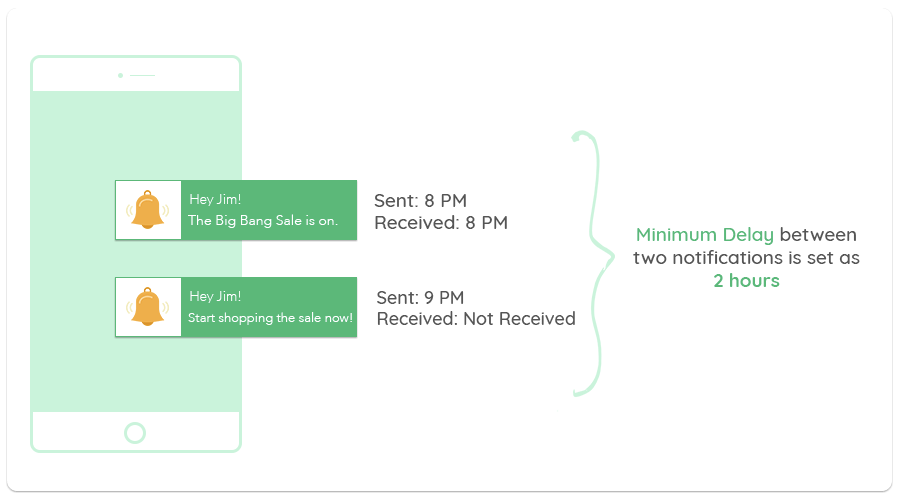 Hey Jim!
The Big Bang Sale is on.
Sent: 8 PM
Received: 8 PM
Hey Jim!
Start shopping the sale now!
Sent: 9 PM
Received: Not Received
Minimum Delay between
two notifications is set as
2 hours